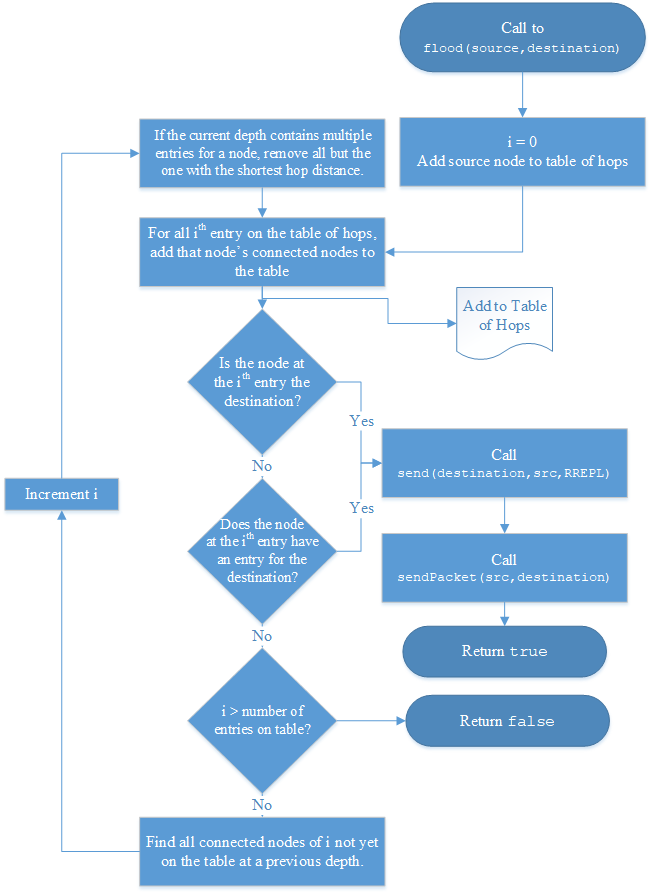 Call to
flood(source,destination)
i = 0
Add source node to table of hops
If the current depth contains multiple
entries for a node, remove all but the
one with the shortest hop distance.
For all ith entry on the table of hops,
add that node's connected nodes to
the table
Add to Table
of Hops
Is the node at
the ith entry the
destination?
Yes
No
Call
send(destination,src,RREPL)
Increment i
Does the node
at the ith entry have
an entry for the
destination?
Yes
No
Call
sendPacket(src,destination)
Return true
i > number of
entries on table?
Return false
No
Find all connected nodes of i not yet
on the table at a previous depth.